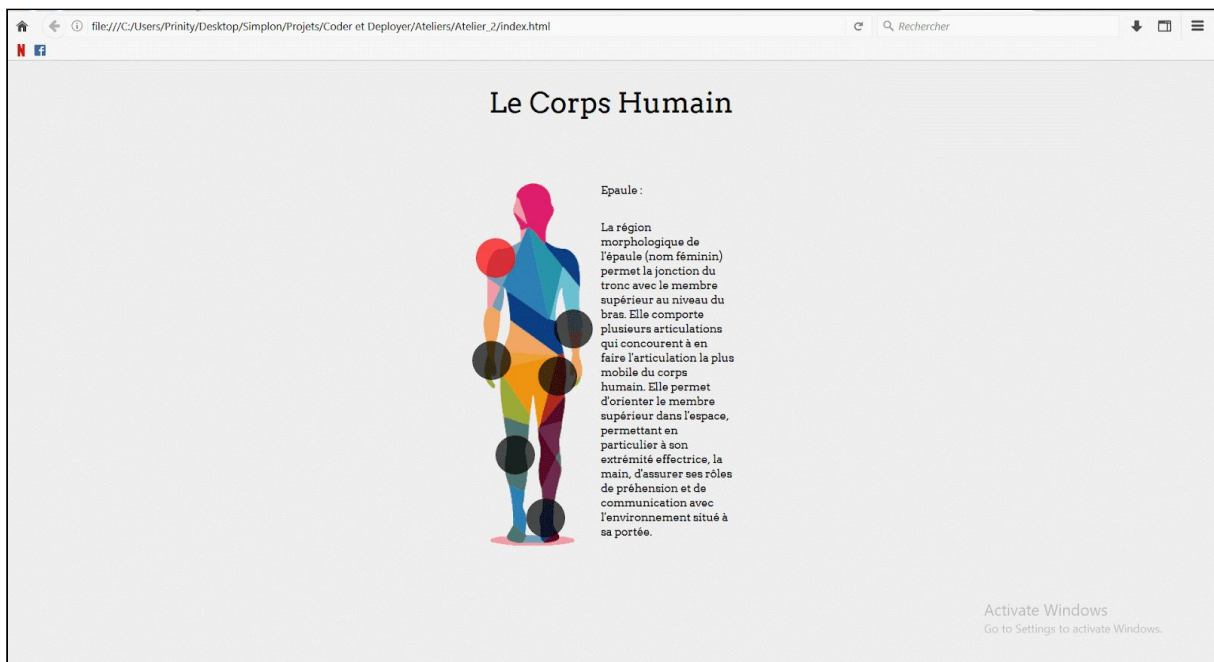 file:///C:/Users/Prinity/Desktop/Simplon/Projets/Coder et Deployer/Ateliers/Atelier_2/index.html
Rechercher
N f
Le Corps Humain
Epaule :
La région
morphologique de
l'épaule (nom féminin)
permet la jonction du
tronc avec le membre
supérieur au niveau du
bras. Elle comporte
plusieurs articulations
qui concourent à en
faire l'articulation la plus
mobile du corps
humain. Elle permet
d'orienter le membre
supérieur dans l'espace,
permettant en
particulier à son
extrémité effectrice, la
main, d'assurer ses rôles
de préhension et de
communication avec
l'environnement situé à
sa portée.
Activate Windows
Go to Settings to activate Windows.